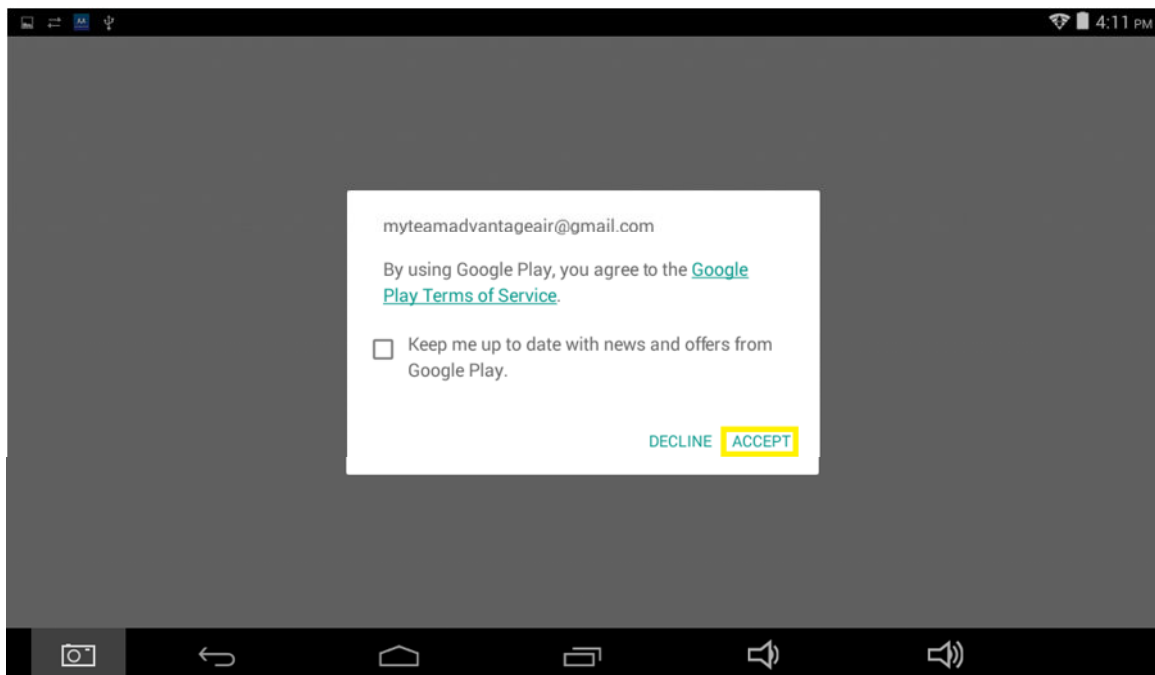 4:11 PM
myteamadvantageair@gmail.com
By using Google Play, you agree to the Google
Play Terms of Service.
Keep me up to date with news and offers from
Google Play.
DECLINE ACCEPT